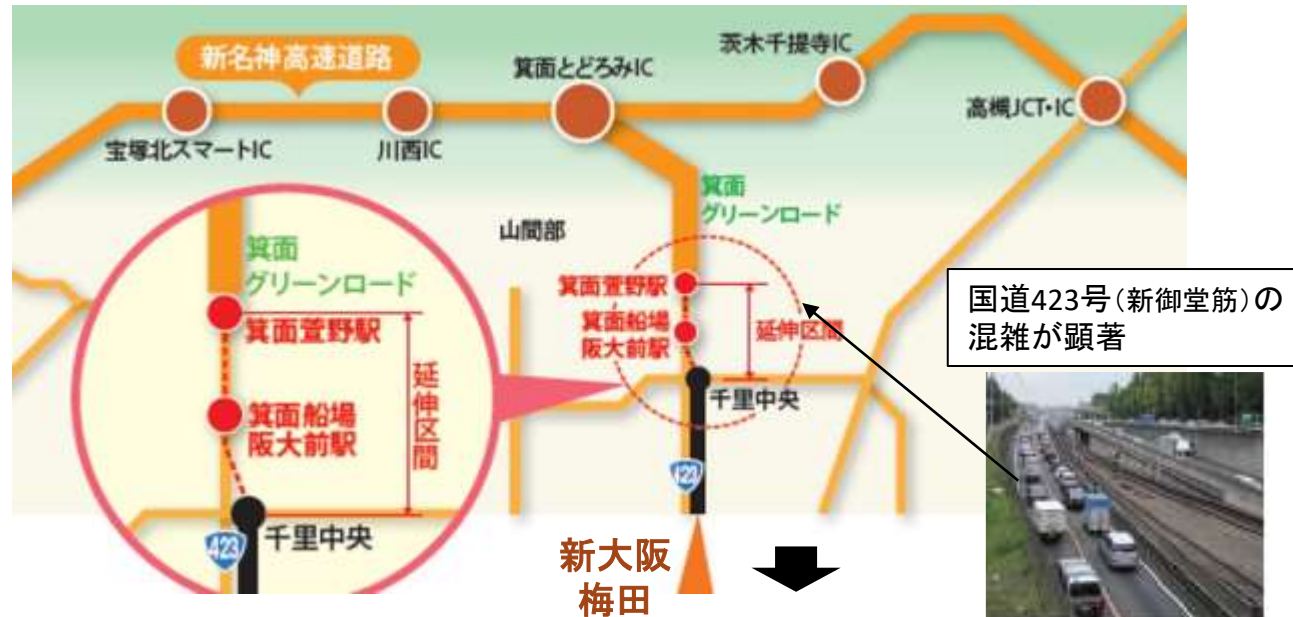 新名神高速道路
宝塚北スマートIC
川西IC
箕面とどろみIC
茨木千提寺IC
高槻JCT・IC
箕面
グリーンロード
山間部
箕面萱野駅
箕面船場
阪大前駅
延伸区間
千里中央
423
箕面
グリーンロード
箕面萱野駅
箕面船場
阪大前駅
延伸区間
千里中央
423
新大阪
梅田
国道423号(新御堂筋)の
混雑が顕著